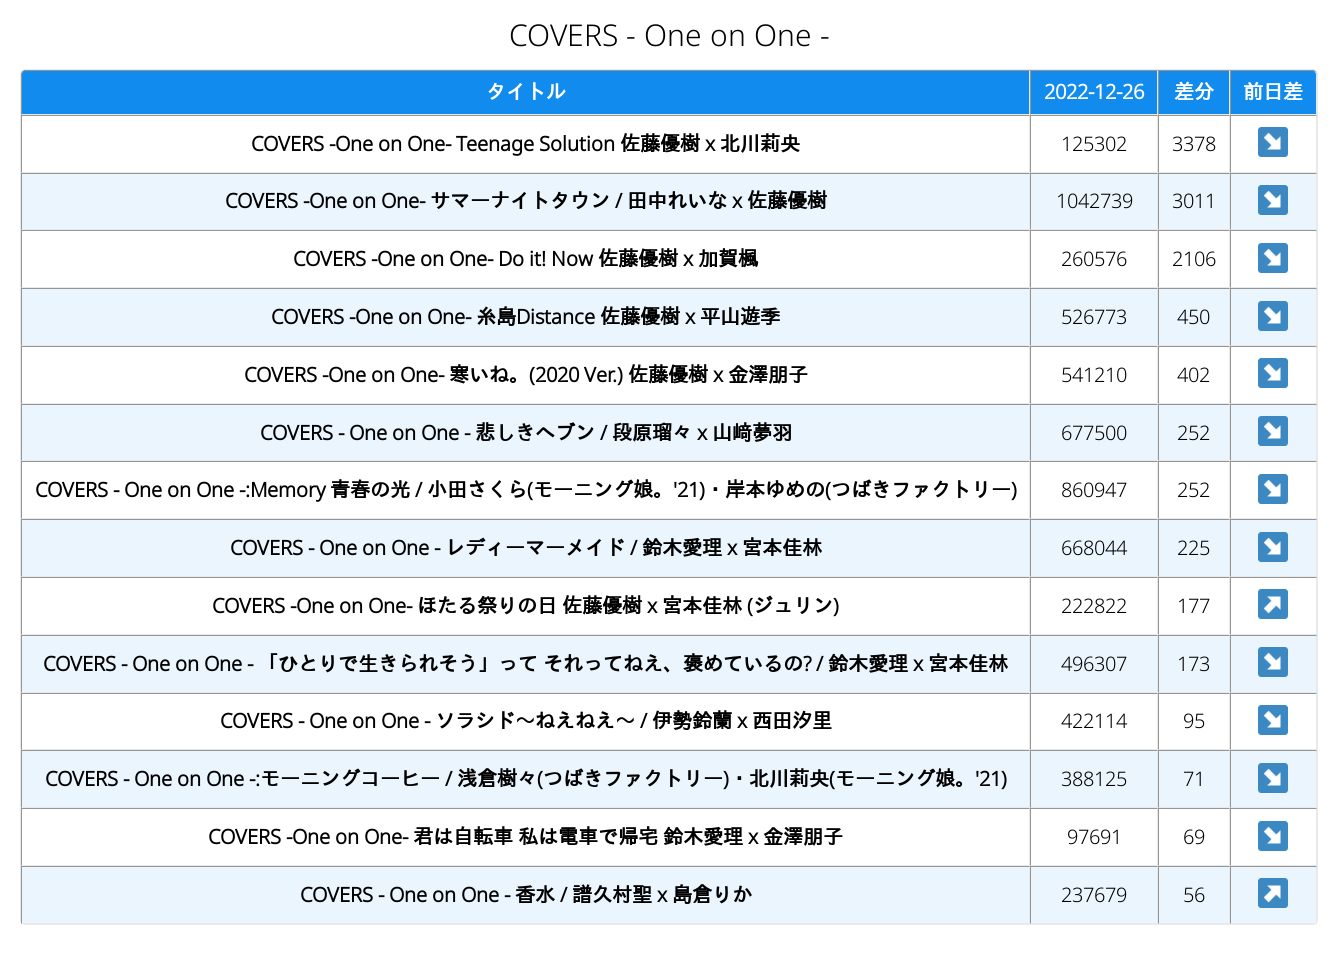 COVERS - One on One -
タイトル 2022-12-26 差分 前日差
COVERS -One on One- Teenage Solution 佐藤優樹 x 北川莉央 125302 3378 ↘
COVERS -One on One- サマーナイトタウン / 田中れいな x 佐藤優樹 1042739 3011 ↘
COVERS -One on One- Do it! Now 佐藤優樹 x 加賀楓 260576 2106 ↘
COVERS -One on One- 糸島Distance 佐藤優樹 x 平山遊季 526773 450 ↘
COVERS -One on One- 寒いね。(2020 Ver.) 佐藤優樹 x 金澤朋子 541210 402 ↘
COVERS - One on One - 悲しきヘブン / 段原瑠々 x 山﨑夢羽 677500 252 ↘
COVERS - One on One -:Memory 青春の光 / 小田さくら(モーニング娘。'21)・岸本ゆめの(つばきファクトリー) 860947 252 ↘
COVERS - One on One - レディーマーメイド / 鈴木愛理 x 宮本佳林 668044 225 ↘
COVERS -One on One- ほたる祭りの日 佐藤優樹 x 宮本佳林 (ジュリン) 222822 177 ↗
COVERS - One on One - 「ひとりで生きられそう」って それってねえ、褒めているの? / 鈴木愛理 x 宮本佳林 496307 173 ↘
COVERS - One on One - ソラシド〜ねえねえ〜 / 伊勢鈴蘭 x 西田汐里 422114 95 ↘
COVERS - One on One -:モーニングコーヒー / 浅倉樹々(つばきファクトリー)・北川莉央(モーニング娘。'21) 388125 71 ↘
COVERS -One on One- 君は自転車 私は電車で帰宅 鈴木愛理 x 金澤朋子 97691 69 ↘
COVERS - One on One - 香水 / 譜久村聖 x 島倉りか 237679 56 ↗